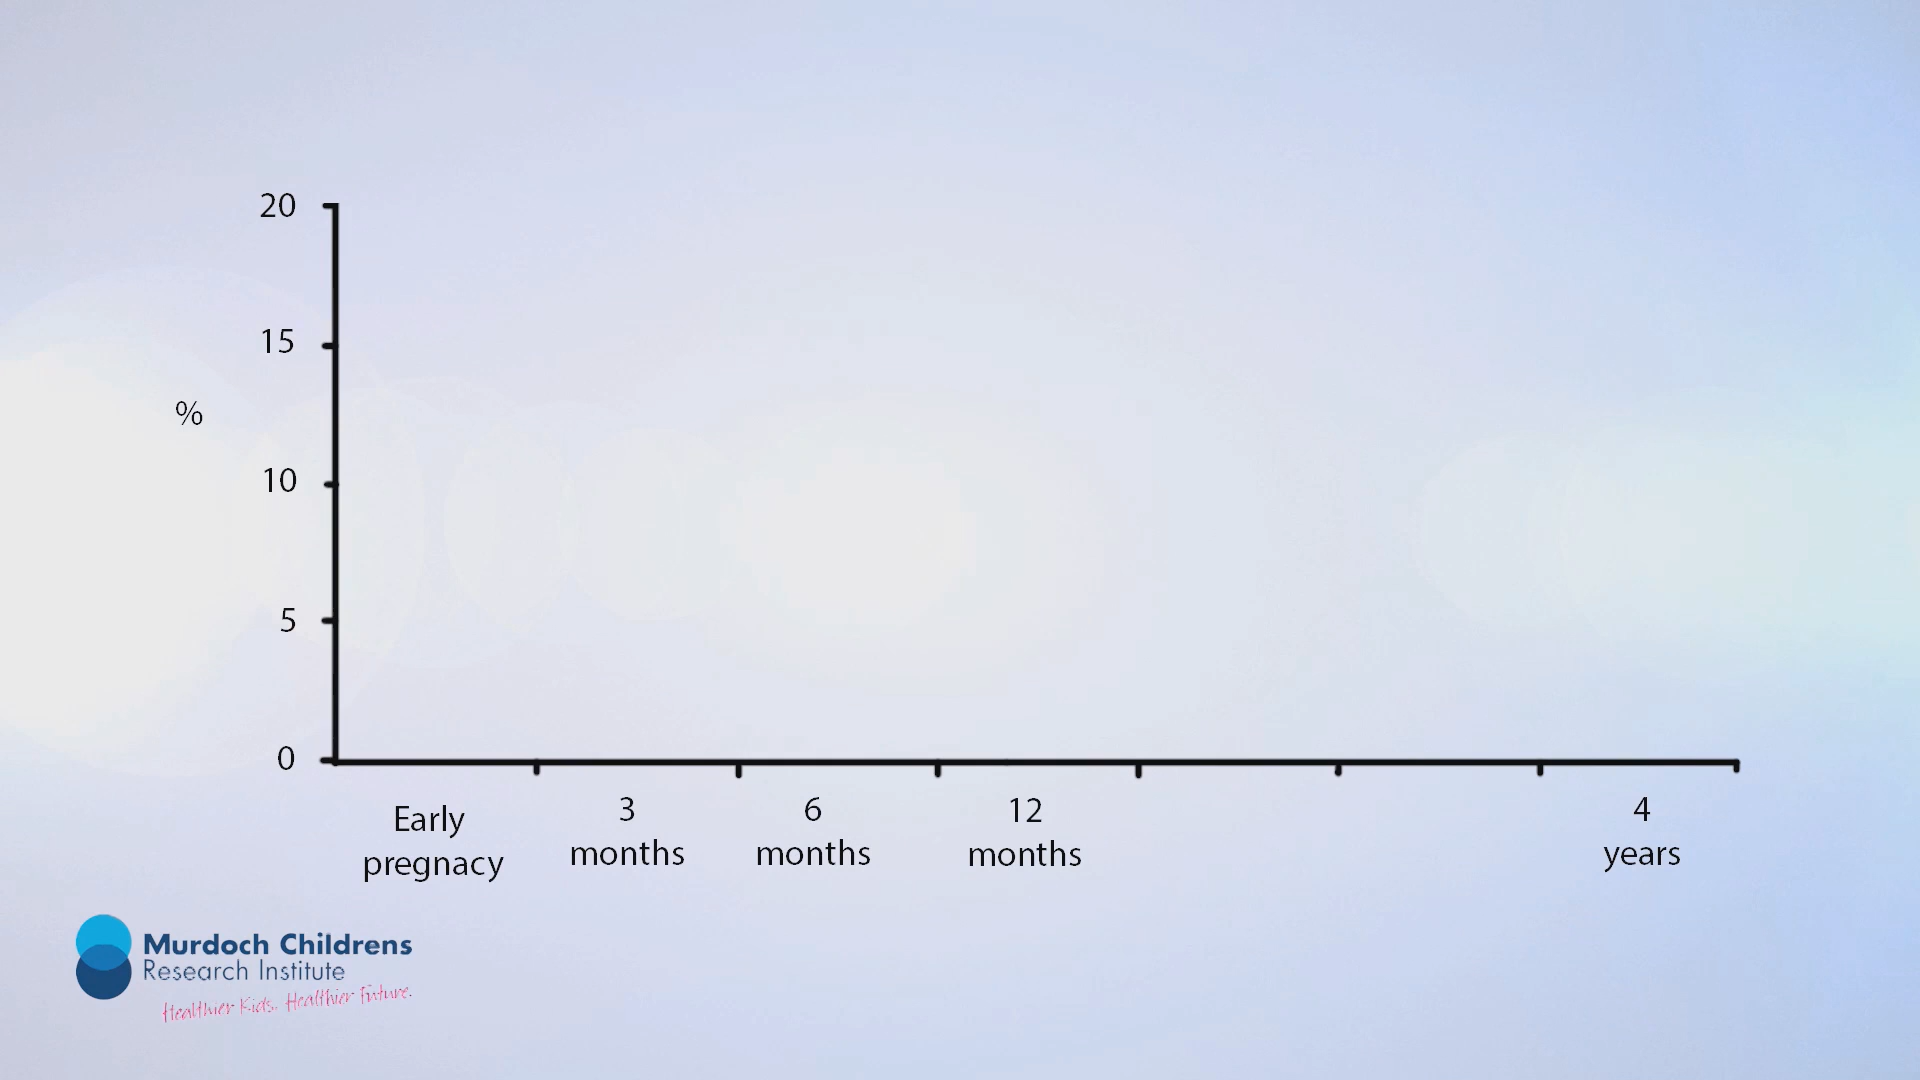 20
15
%
10
5
0
Early
pregnacy
3
months
6
months
12
months
4
years
Murdoch Childrens
Research Institute
Healthier Kids. Healthier Future.